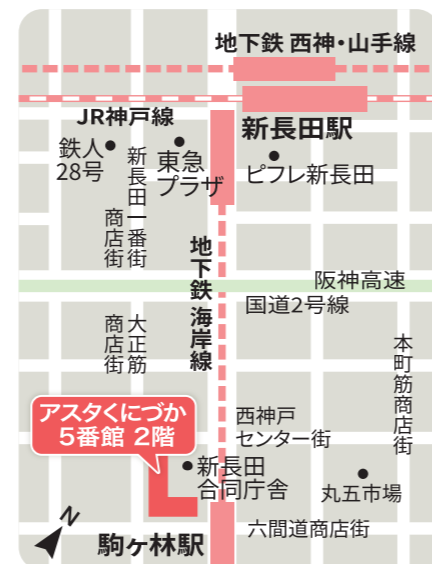 地下鉄 西神・山手線
JR神戸線
新長田駅
鉄人
28号
新長田一番街
商店街
東急
プラザ
ピフレ新長田
地下鉄 海岸線
阪神高速
国道2号線
大正筋
商店街
本町筋商店街
アスタくにづか
5番館 2階
西神戸
センター街
新長田
合同庁舎
丸五市場
六間道商店街
駒ヶ林駅
N